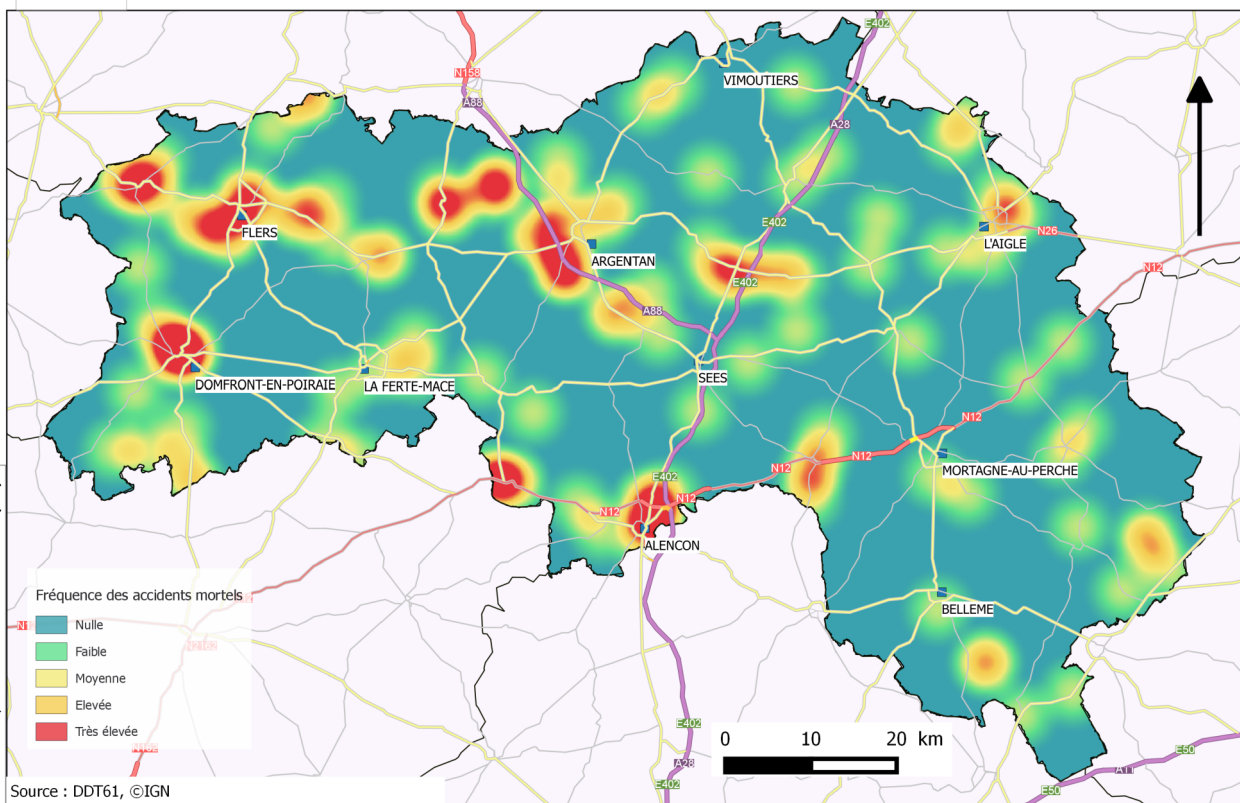 E402
VIMOUTIERS
N158
A88
A28
E402
FLERS
ARGENTAN
L'AIGLE
N26
N12
E402
A88
SEES
DOMFRONT-EN-POIRAIE
LA FERTE-MACE
N12
N12
N12
MORTAGNE-AU-PERCHE
E402
N12
N12
ALENCON
Fréquence des accidents mortels
Nulle
Faible
Moyenne
Elevée
Très élevée
BELLEME
N2162
E402
0 10 20 km
A28
E402
E50
A11
E50
Source : DDT61, ©IGN